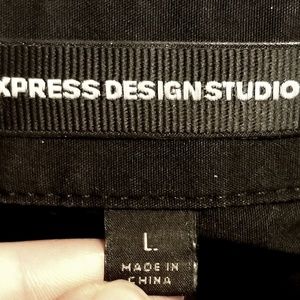 XPRESS DESIGN STUDIO
L
MADE IN
CHINA